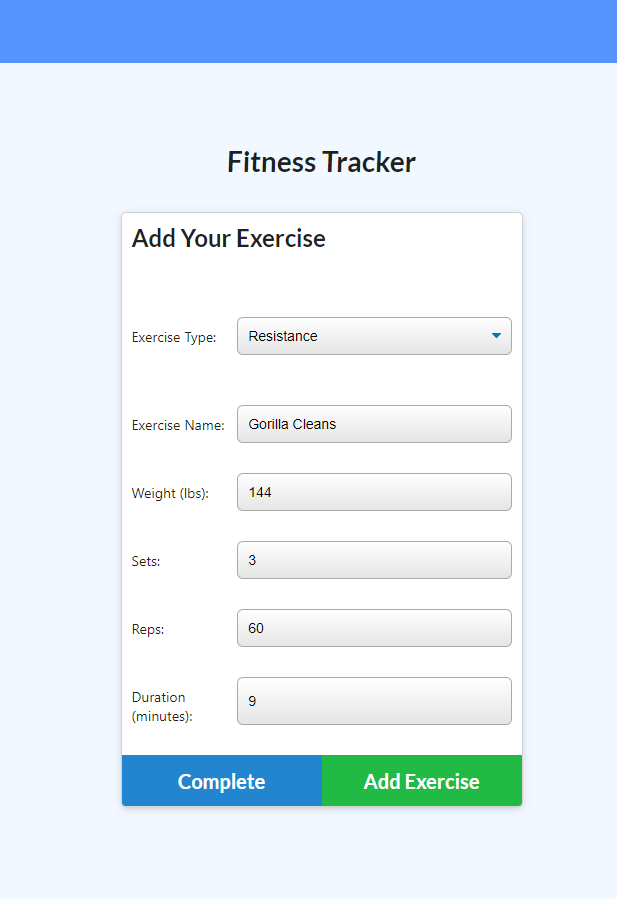 Fitness Tracker
Add Your Exercise
Exercise Type: Resistance
Exercise Name: Gorilla Cleans
Weight (lbs): 144
Sets: 3
Reps: 60
Duration
(minutes): 9
Complete Add Exercise